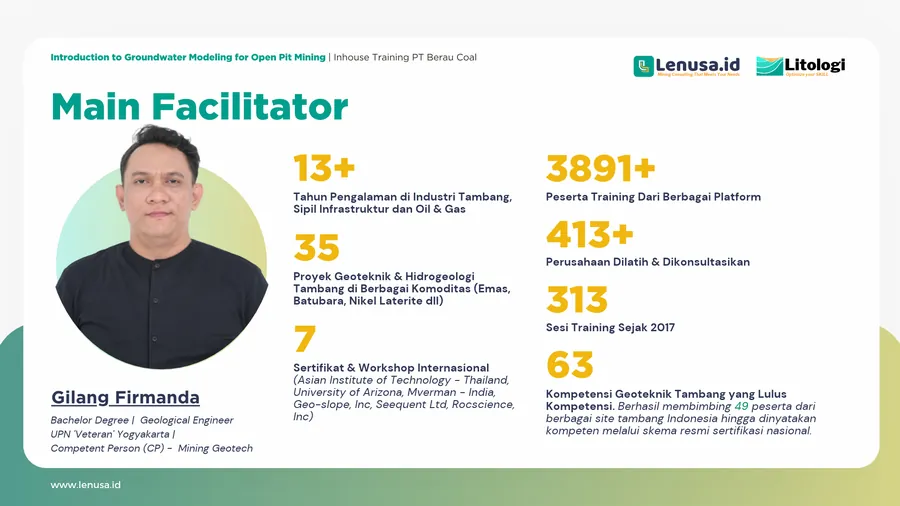 Introduction to Groundwater Modeling for Open Pit Mining | Inhouse Training PT Berau Coal
Lenusa.id
Mining Consulting That Meets Your Needs
Litologi
Optimize your SKILL
Main Facilitator
Gilang Firmanda
Bachelor Degree | Geological Engineer
UPN 'Veteran' Yogyakarta |
Competent Person (CP) - Mining Geotech
13+
Tahun Pengalaman di Industri Tambang,
Sipil Infrastruktur dan Oil & Gas
35
Proyek Geoteknik & Hidrogeologi
Tambang di Berbagai Komoditas (Emas,
Batubara, Nikel Laterite dll)
7
Sertifikat & Workshop Internasional
(Asian Institute of Technology - Thailand,
University of Arizona, Mverman - India,
Geo-slope, Inc, Seequent Ltd, Rocscience,
Inc)
3891+
Peserta Training Dari Berbagai Platform
413+
Perusahaan Dilatih & Dikonsultasikan
313
Sesi Training Sejak 2017
63
Kompetensi Geoteknik Tambang yang Lulus
Kompetensi. Berhasil membimbing 49 peserta dari
berbagai site tambang Indonesia hingga dinyatakan
kompeten melalui skema resmi sertifikasi nasional.
www.lenusa.id